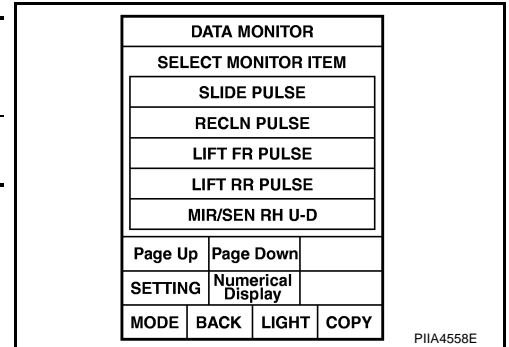 DATA MONITOR
SELECT MONITOR ITEM
SLIDE PULSE
RECLN PULSE
LIFT FR PULSE
LIFT RR PULSE
MIR/SEN RH U-D
Page Up Page Down
SETTING Numerical Display
MODE BACK LIGHT COPY
PIIA4558E